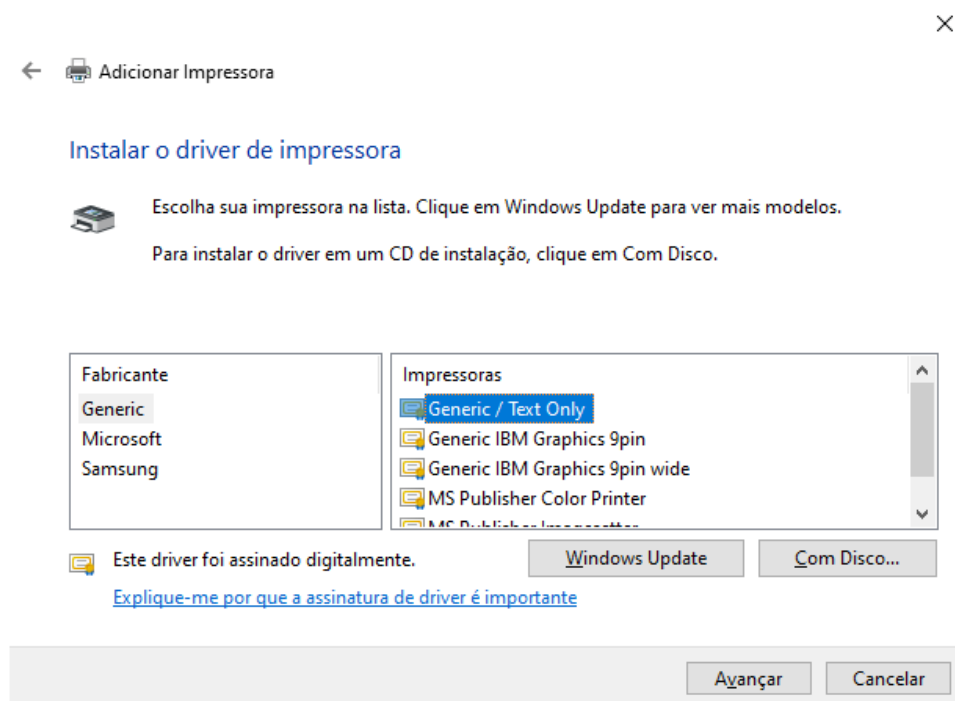 Adicionar Impressora
Instalar o driver de impressora
Escolha sua impressora na lista. Clique em Windows Update para ver mais modelos.
Para instalar o driver em um CD de instalação, clique em Com Disco.
Fabricante
Generic
Microsoft
Samsung
Impressoras
Generic / Text Only
Generic IBM Graphics 9pin
Generic IBM Graphics 9pin wide
MS Publisher Color Printer
MS Publisher Imagesetter
Este driver foi assinado digitalmente.
Windows Update
Com Disco...
Explique-me por que a assinatura de driver é importante
Avançar
Cancelar